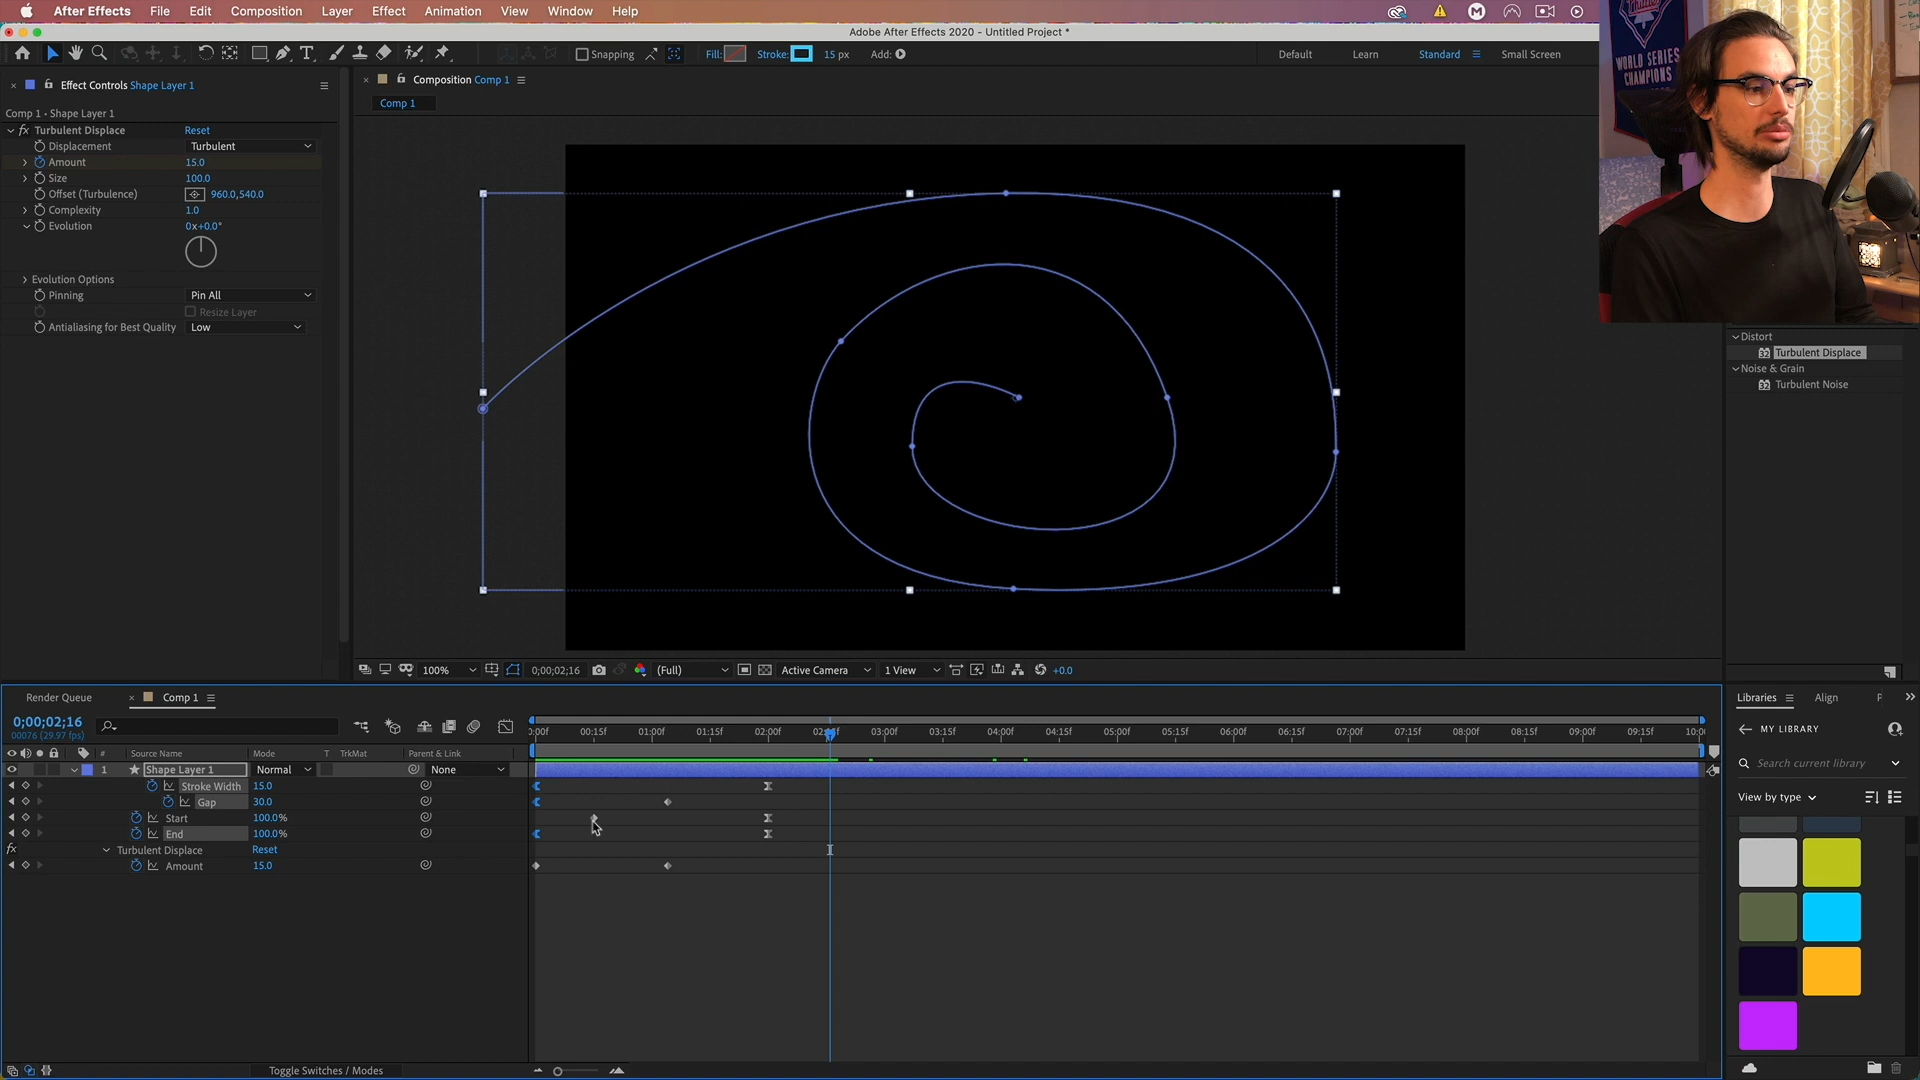 After Effects File Edit Composition Layer Effect Animation View Window Help
Adobe After Effects 2020 - Untitled Project *
Snapping Fill: Stroke: 15 px Add: Default Learn Standard Small Screen
WORLD SERIES
CHAMPIONS
Effect Controls Shape Layer 1
Composition Comp 1
Comp 1
Comp 1 • Shape Layer 1
fx Turbulent Displace Reset
Displacement Turbulent
Amount 15.0
Size 100.0
Offset (Turbulence) 960.0,540.0
Complexity 1.0
Evolution 0x+0.0°
Evolution Options
Pinning Pin All
Resize Layer
Antialiasing for Best Quality Low
Distort
Turbulent Displace
Noise & Grain
Turbulent Noise
100% 0;00;02;16 (Full) Active Camera 1 View +0.0
Render Queue Comp 1
0;00;02;16
00076 (29.97 fps)
00:15f 01:00f 01:15f 02:00f 03:00f 03:15f 04:00f 04:15f 05:00f 05:15f 06:00f 06:15f 07:00f 07:15f 08:00f 08:15f 09:00f 09:15f
# Source Name Mode T TrkMat Parent & Link
1 Shape Layer 1 Normal None
Stroke Width 15.0
Gap 30.0
Start 100.0%
End 100.0%
fx Turbulent Displace Reset
Amount 15.0
Toggle Switches / Modes
Libraries Align
MY LIBRARY
Search current library
View by type